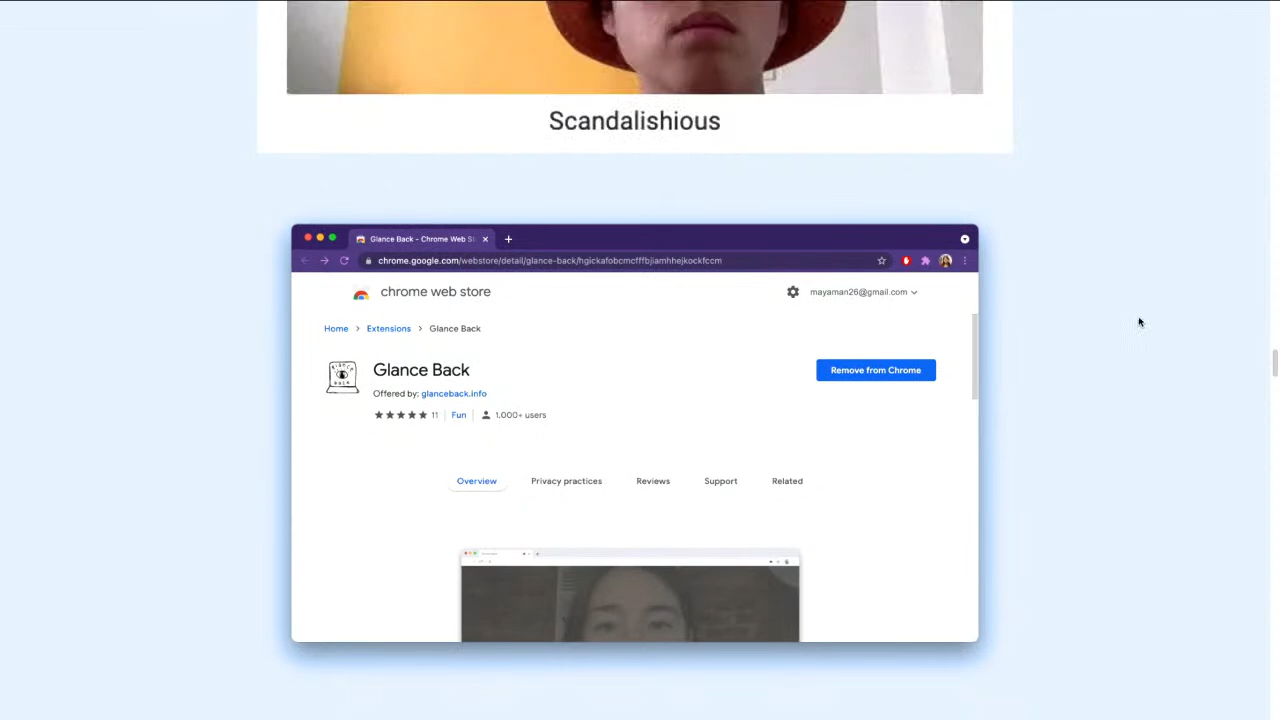 Scandalishious
Glance Back - Chrome Web St
chrome.google.com/webstore/detail/glance-back/hgickafobcmcfffbjiamhhejkockfccm
chrome web store
mayaman26@gmail.com
Home > Extensions > Glance Back
Glance Back
Remove from Chrome
Offered by: glanceback.info
11 Fun 1,000+ users
Overview Privacy practices Reviews Support Related